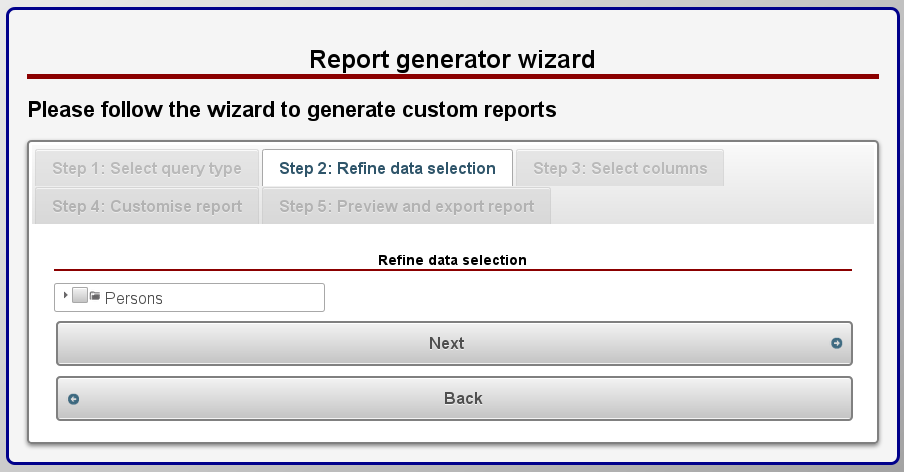 Report generator wizard
Please follow the wizard to generate custom reports
Step 1: Select query type
Step 2: Refine data selection
Step 3: Select columns
Step 4: Customise report
Step 5: Preview and export report
Refine data selection
Persons
Next
Back